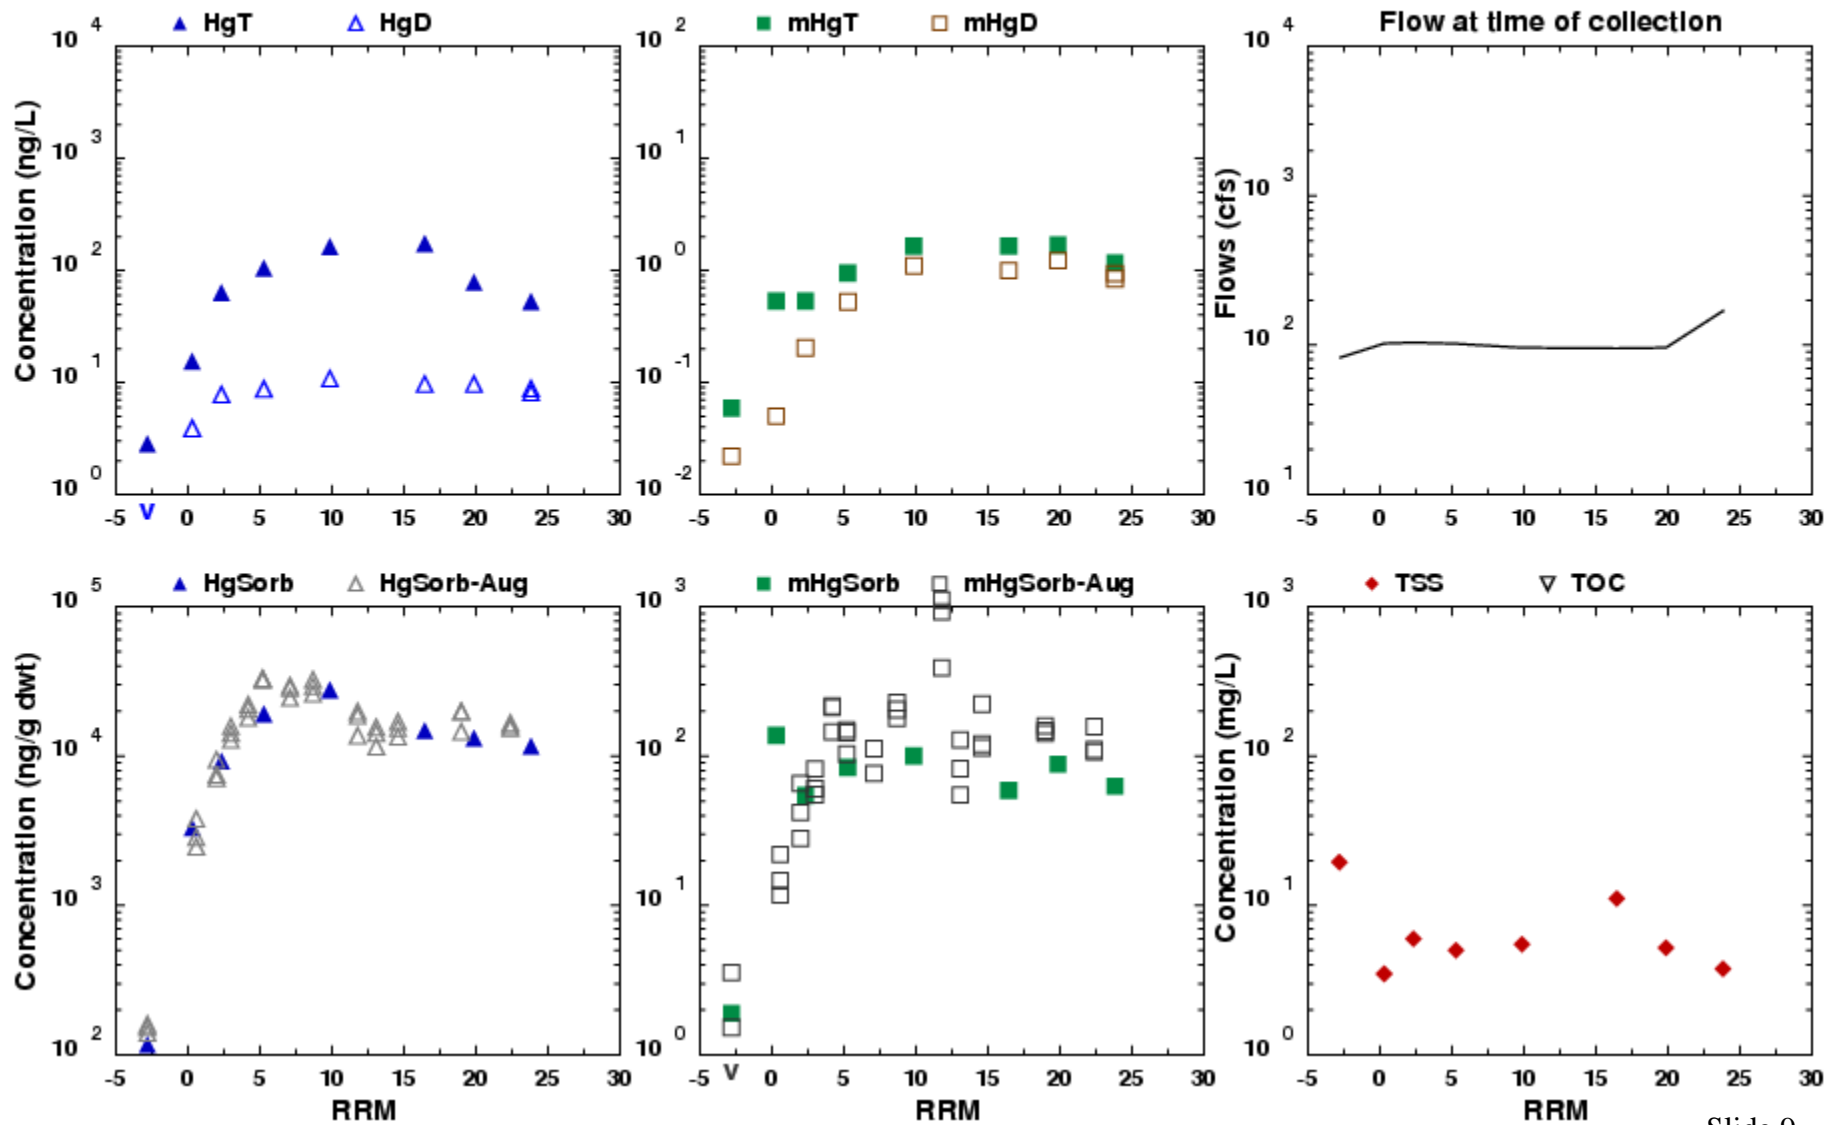 HgT HgD
mHgT mHgD
Flow at time of collection
Concentration (ng/L)
10^4
10^3
10^2
10^1
10^0
-5 0 5 10 15 20 25 30
V
10^2
10^1
10^0
10^-1
10^-2
-5 0 5 10 15 20 25 30
Flows (cfs)
10^4
10^3
10^2
10^1
-5 0 5 10 15 20 25 30
HgSorb HgSorb-Aug
mHgSorb mHgSorb-Aug
TSS TOC
Concentration (ng/g dwt)
10^5
10^4
10^3
10^2
-5 0 5 10 15 20 25 30
RRM
10^3
10^2
10^1
10^0
V
-5 0 5 10 15 20 25 30
RRM
Concentration (mg/L)
10^3
10^2
10^1
10^0
-5 0 5 10 15 20 25 30
RRM